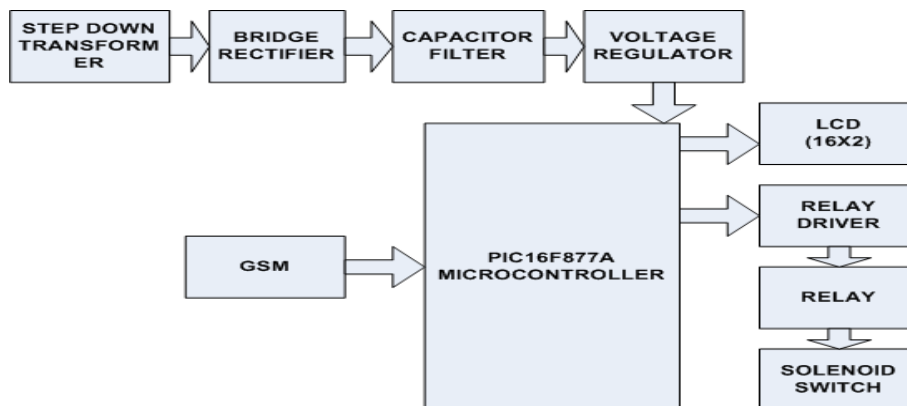 STEP DOWN
TRANSFORM
ER
BRIDGE
RECTIFIER
CAPACITOR
FILTER
VOLTAGE
REGULATOR
LCD
(16X2)
RELAY
DRIVER
GSM
PIC16F877A
MICROCONTROLLER
RELAY
SOLENOID
SWITCH